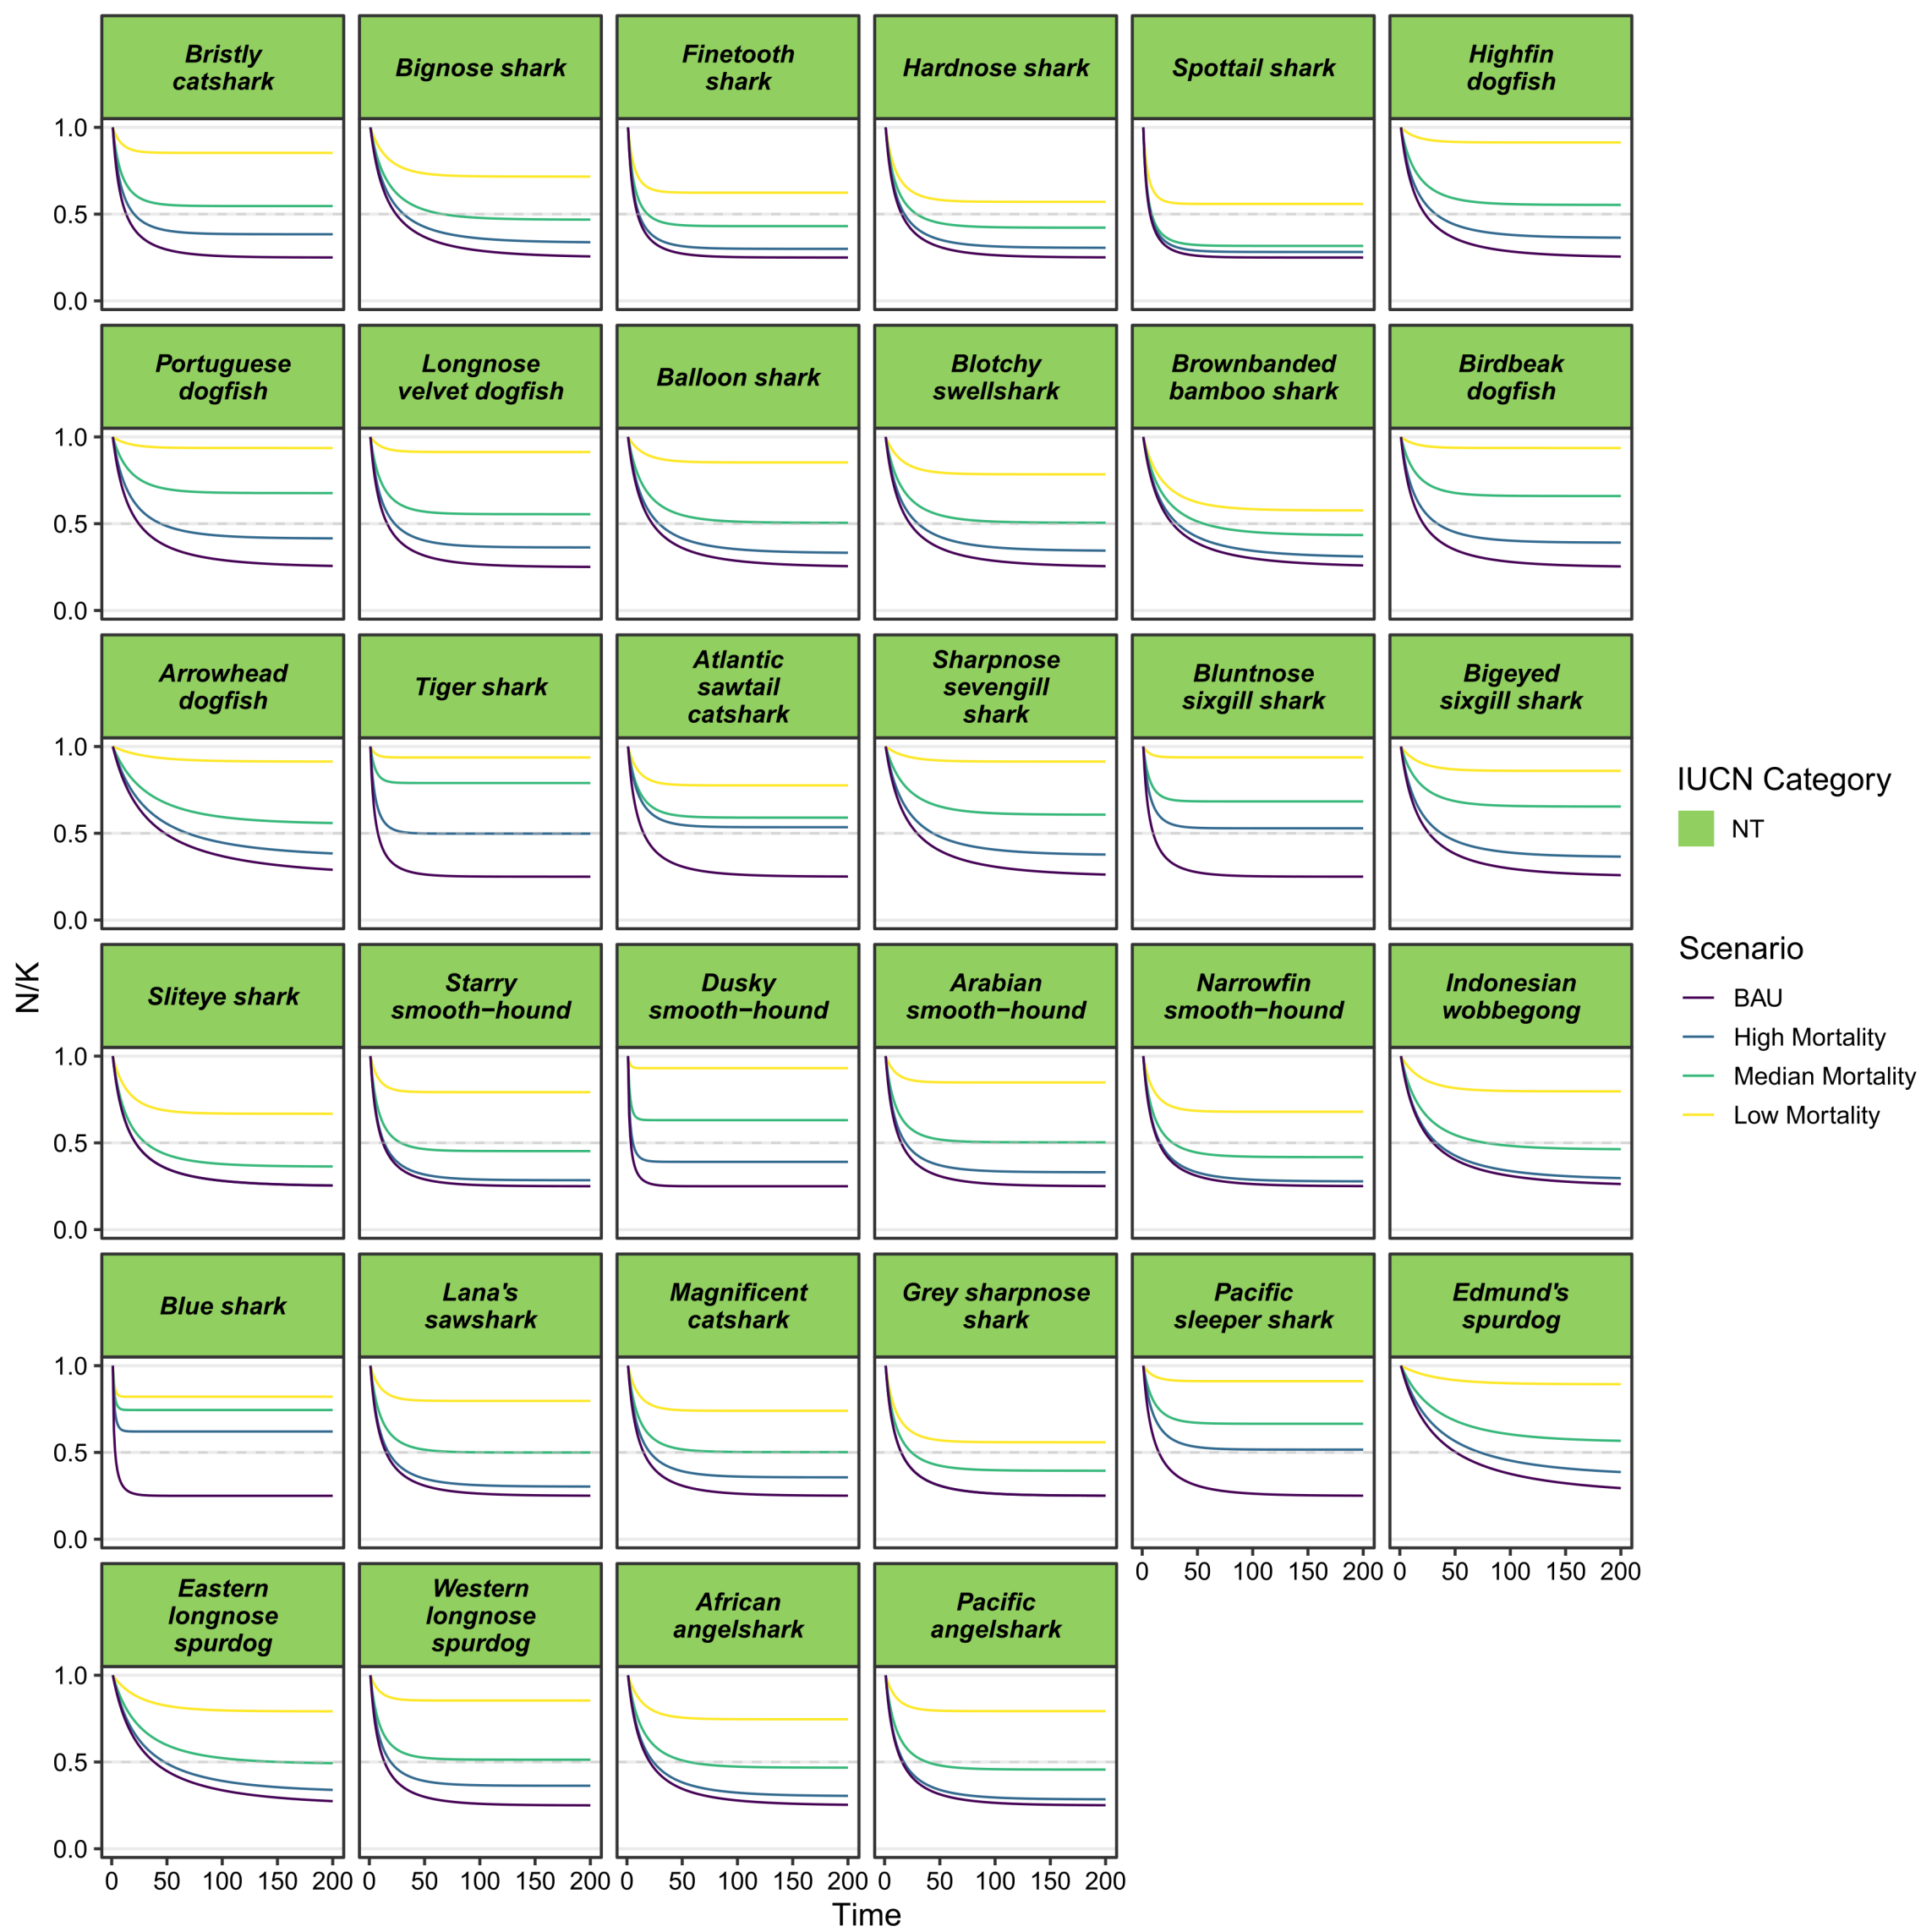 Bristly
catshark
Bignose shark
Finetooth
shark
Hardnose shark
Spottail shark
Highfin
dogfish
1.0
0.5
0.0
Portuguese
dogfish
Longnose
velvet dogfish
Balloon shark
Blotchy
swellshark
Brownbanded
bamboo shark
Birdbeak
dogfish
1.0
0.5
0.0
Arrowhead
dogfish
Tiger shark
Atlantic
sawtail
catshark
Sharpnose
sevengill
shark
Bluntnose
sixgill shark
Bigeyed
sixgill shark
1.0
0.5
0.0
N/K
Sliteye shark
Starry
smooth−hound
Dusky
smooth−hound
Arabian
smooth−hound
Narrowfin
smooth−hound
Indonesian
wobbegong
1.0
0.5
0.0
Blue shark
Lana's
sawshark
Magnificent
catshark
Grey sharpnose
shark
Pacific
sleeper shark
Edmund's
spurdog
1.0
0.5
0.0
0 50 100 150 200
0 50 100 150 200
Eastern
longnose
spurdog
Western
longnose
spurdog
African
angelshark
Pacific
angelshark
1.0
0.5
0.0
0 50 100 150 200
0 50 100 150 200
0 50 100 150 200
0 50 100 150 200
Time
IUCN Category
NT
Scenario
BAU
High Mortality
Median Mortality
Low Mortality